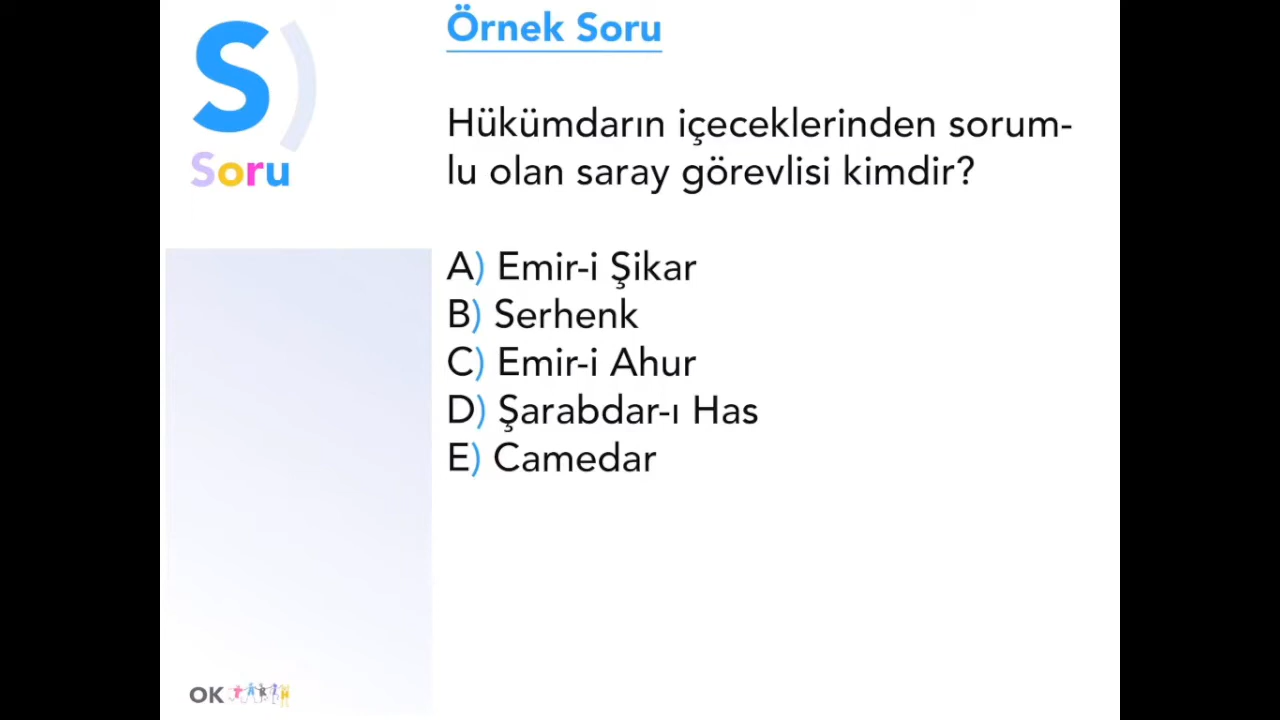 S)
Soru
Örnek Soru
Hükümdarın içeceklerinden sorum-
lu olan saray görevlisi kimdir?
A) Emir-i Şikar
B) Serhenk
C) Emir-i Ahur
D) Şarabdar-ı Has
E) Camedar
OK TARİH